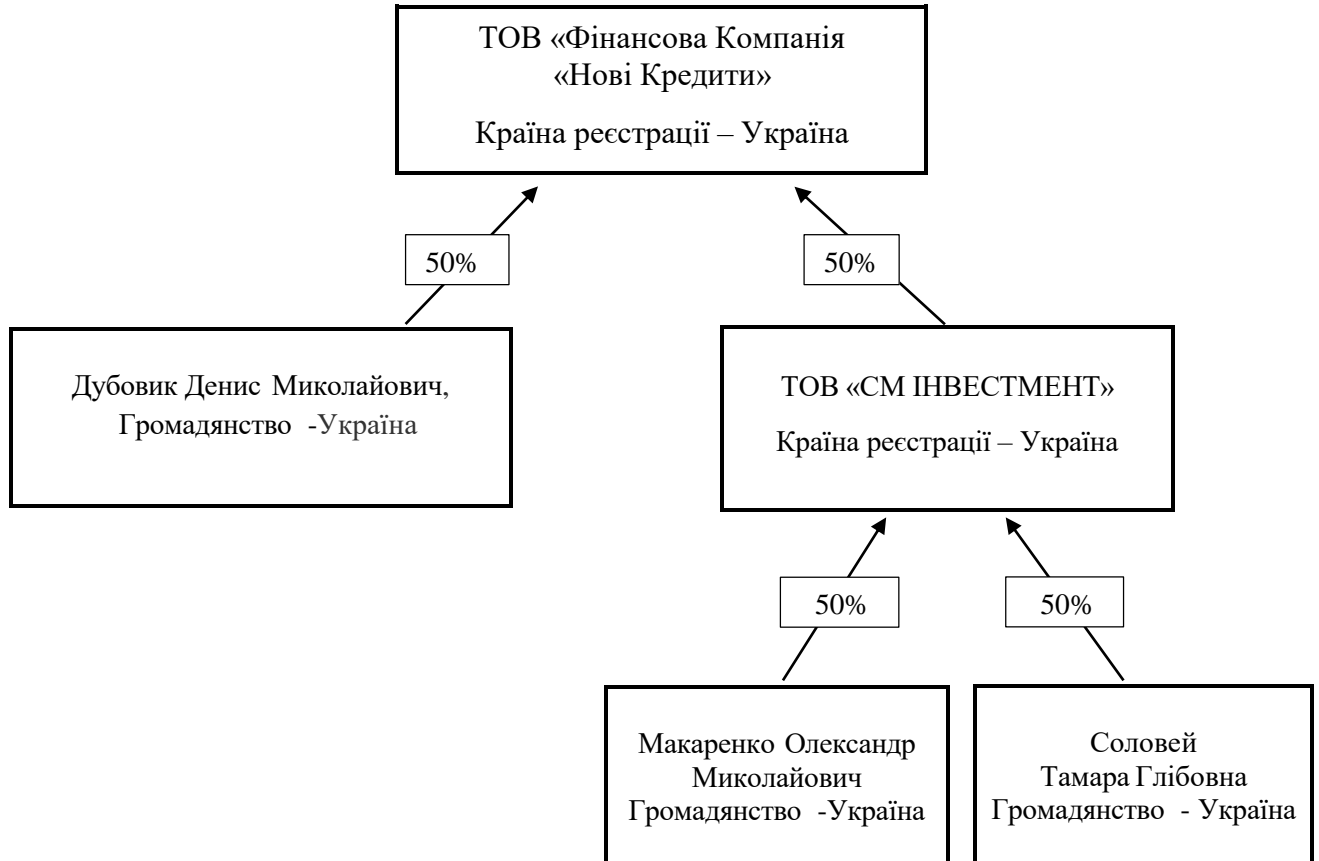 ТОВ «Фінансова Компанія
«Нові Кредити»
Країна реєстрації – Україна
50%
50%
Дубовик Денис Миколайович,
Громадянство -Україна
ТОВ «СМ ІНВЕСТМЕНТ»
Країна реєстрації – Україна
50%
50%
Макаренко Олександр
Миколайович
Громадянство -Україна
Соловей
Тамара Глібовна
Громадянство - Україна